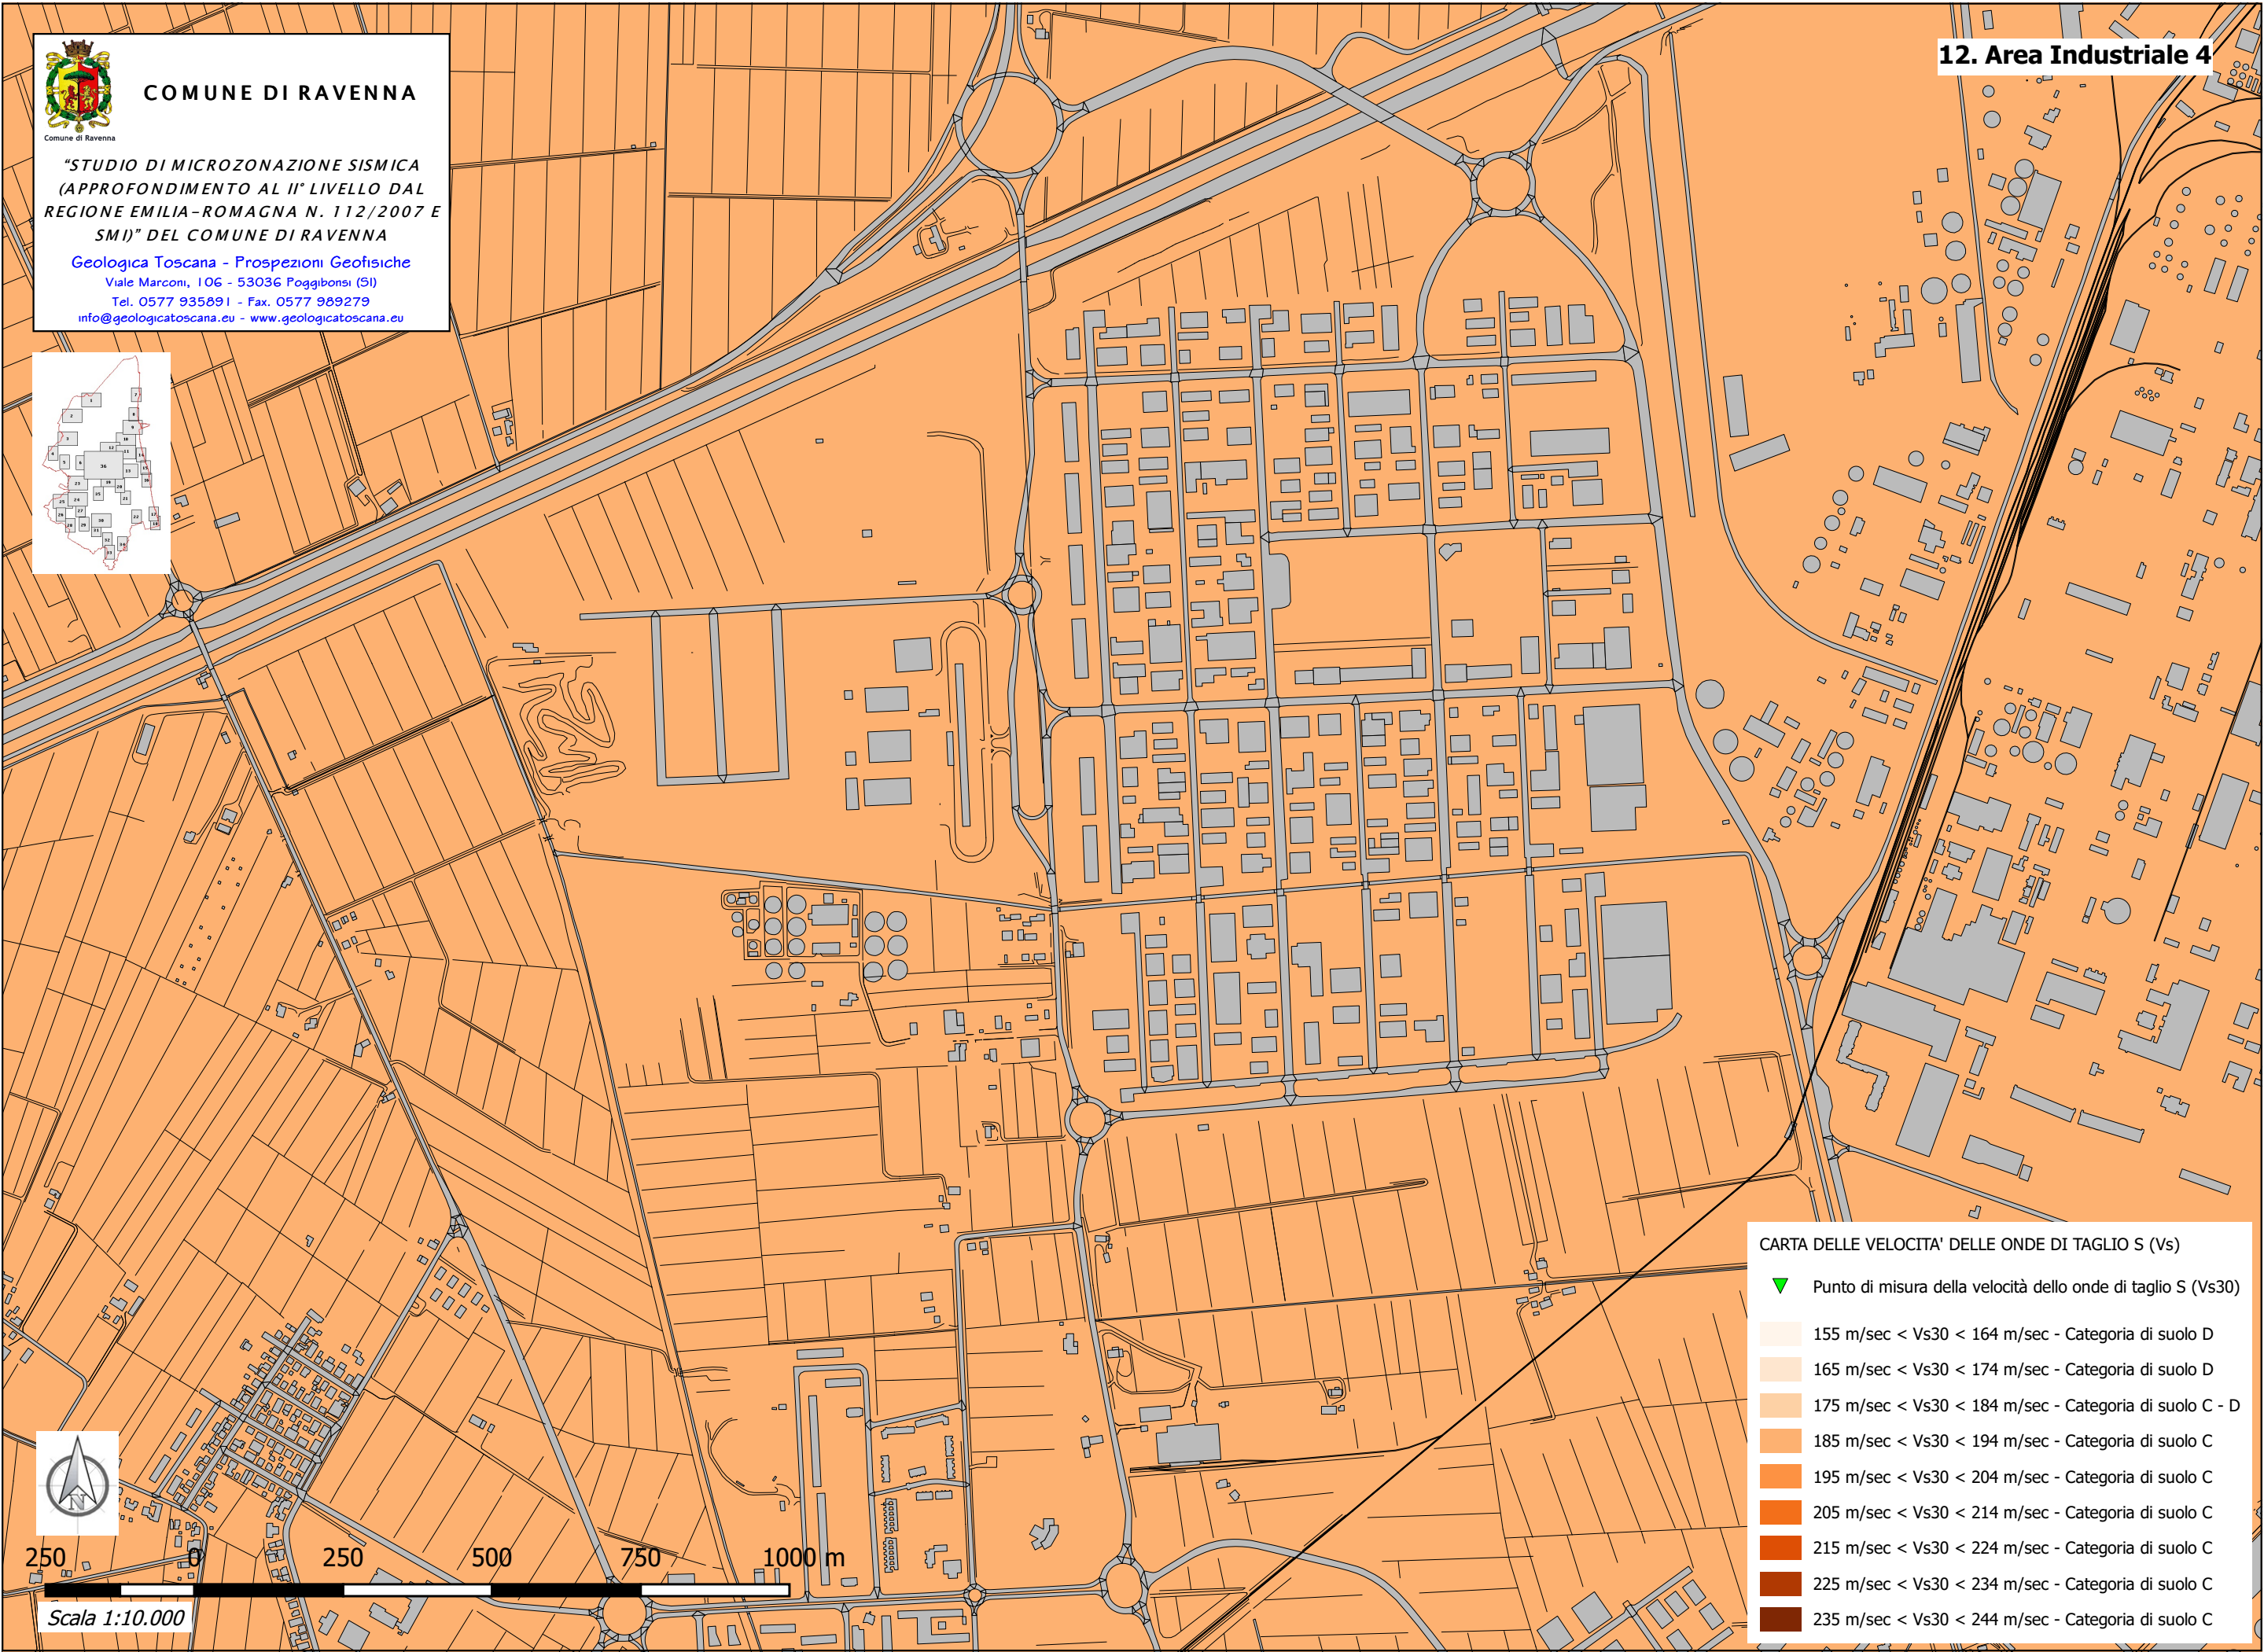 12. Area Industriale 4
Comune di Ravenna
COMUNE DI RAVENNA
“STUDIO DI MICROZONAZIONE SISMICA
(APPROFONDIMENTO AL II° LIVELLO DAL
REGIONE EMILIA-ROMAGNA N. 112/2007 E
SMI)” DEL COMUNE DI RAVENNA
Geologica Toscana - Prospezioni Geofisiche
Viale Marconi, 106 - 53036 Poggibonsi (SI)
Tel. 0577 935891 - Fax. 0577 989279
info@geologicatoscana.eu - www.geologicatoscana.eu
N
250 0 250 500 750 1000 m
Scala 1:10.000
CARTA DELLE VELOCITA' DELLE ONDE DI TAGLIO S (Vs)
Punto di misura della velocità dello onde di taglio S (Vs30)
155 m/sec < Vs30 < 164 m/sec - Categoria di suolo D
165 m/sec < Vs30 < 174 m/sec - Categoria di suolo D
175 m/sec < Vs30 < 184 m/sec - Categoria di suolo C - D
185 m/sec < Vs30 < 194 m/sec - Categoria di suolo C
195 m/sec < Vs30 < 204 m/sec - Categoria di suolo C
205 m/sec < Vs30 < 214 m/sec - Categoria di suolo C
215 m/sec < Vs30 < 224 m/sec - Categoria di suolo C
225 m/sec < Vs30 < 234 m/sec - Categoria di suolo C
235 m/sec < Vs30 < 244 m/sec - Categoria di suolo C